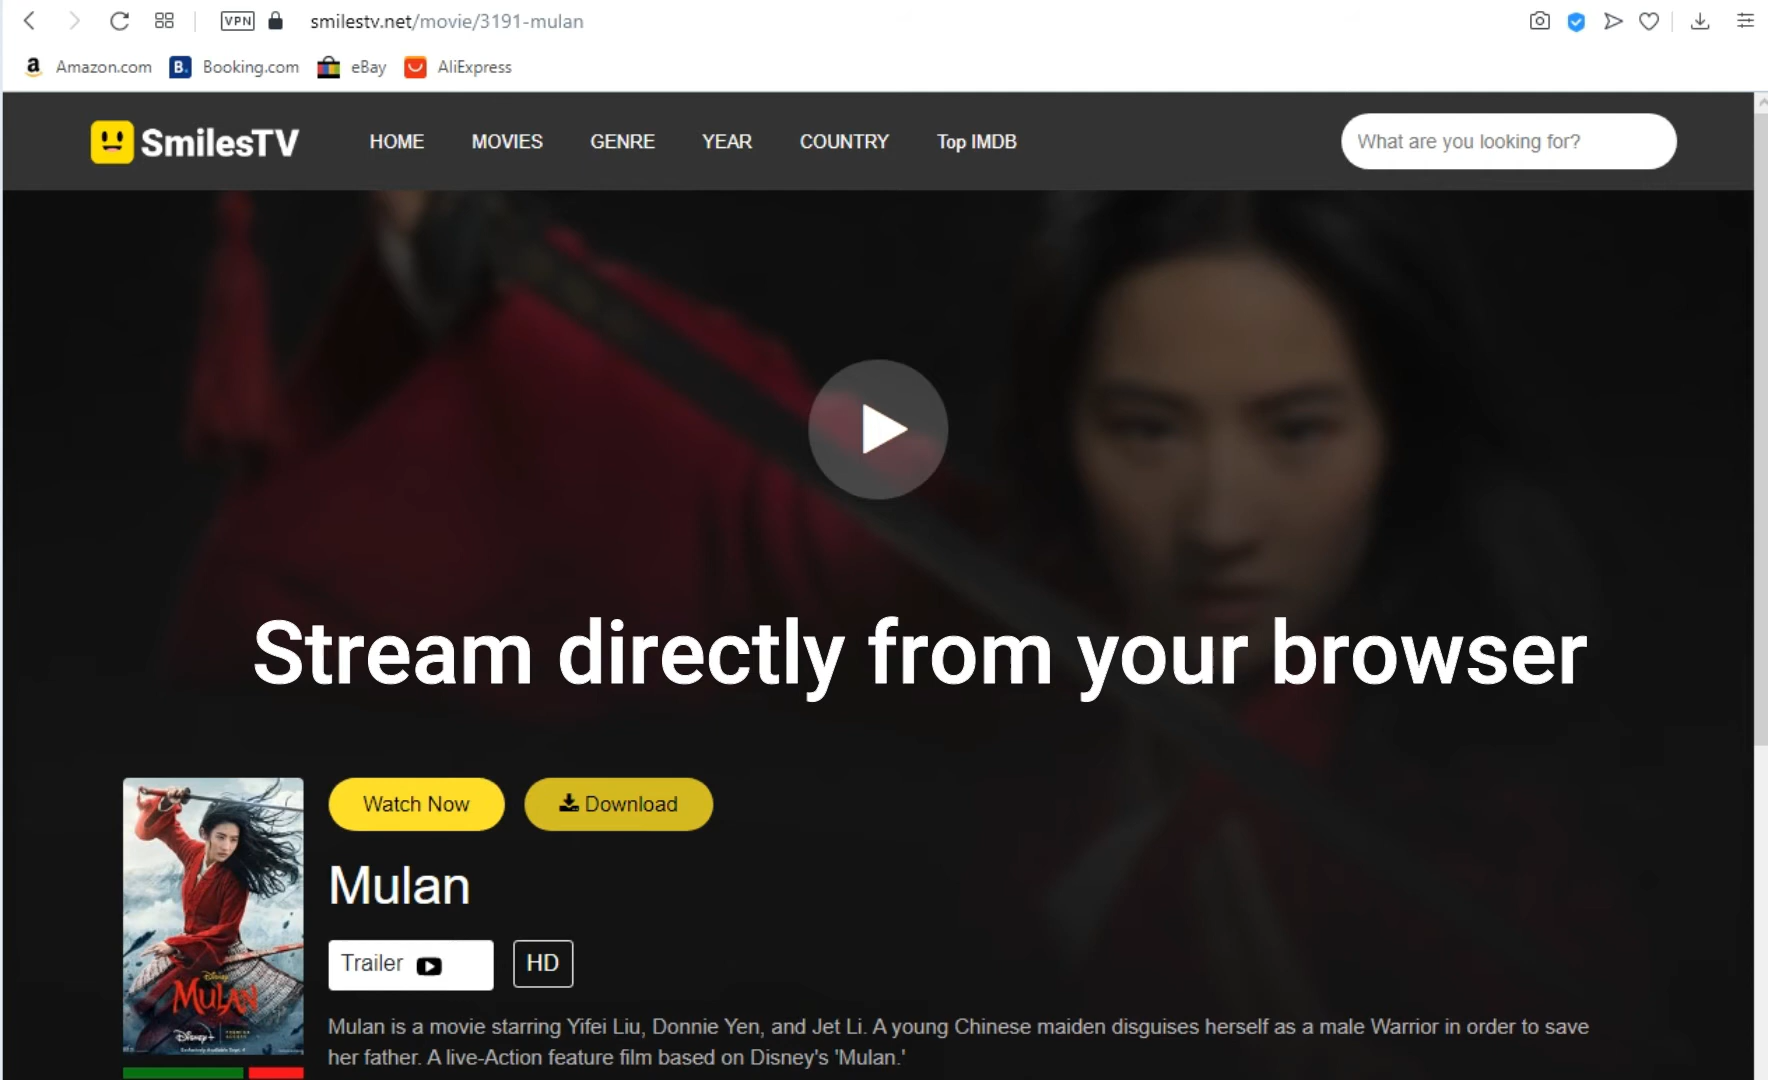 VPN
smilestv.net/movie/3191-mulan
a Amazon.com B. Booking.com eBay AliExpress
SmilesTV HOME MOVIES GENRE YEAR COUNTRY Top IMDB What are you looking for?
Stream directly from your browser
Watch Now Download
Mulan
Trailer HD
Disney
MULAN
Disney+
Mulan is a movie starring Yifei Liu, Donnie Yen, and Jet Li. A young Chinese maiden disguises herself as a male Warrior in order to save
her father. A live-Action feature film based on Disney's 'Mulan.'